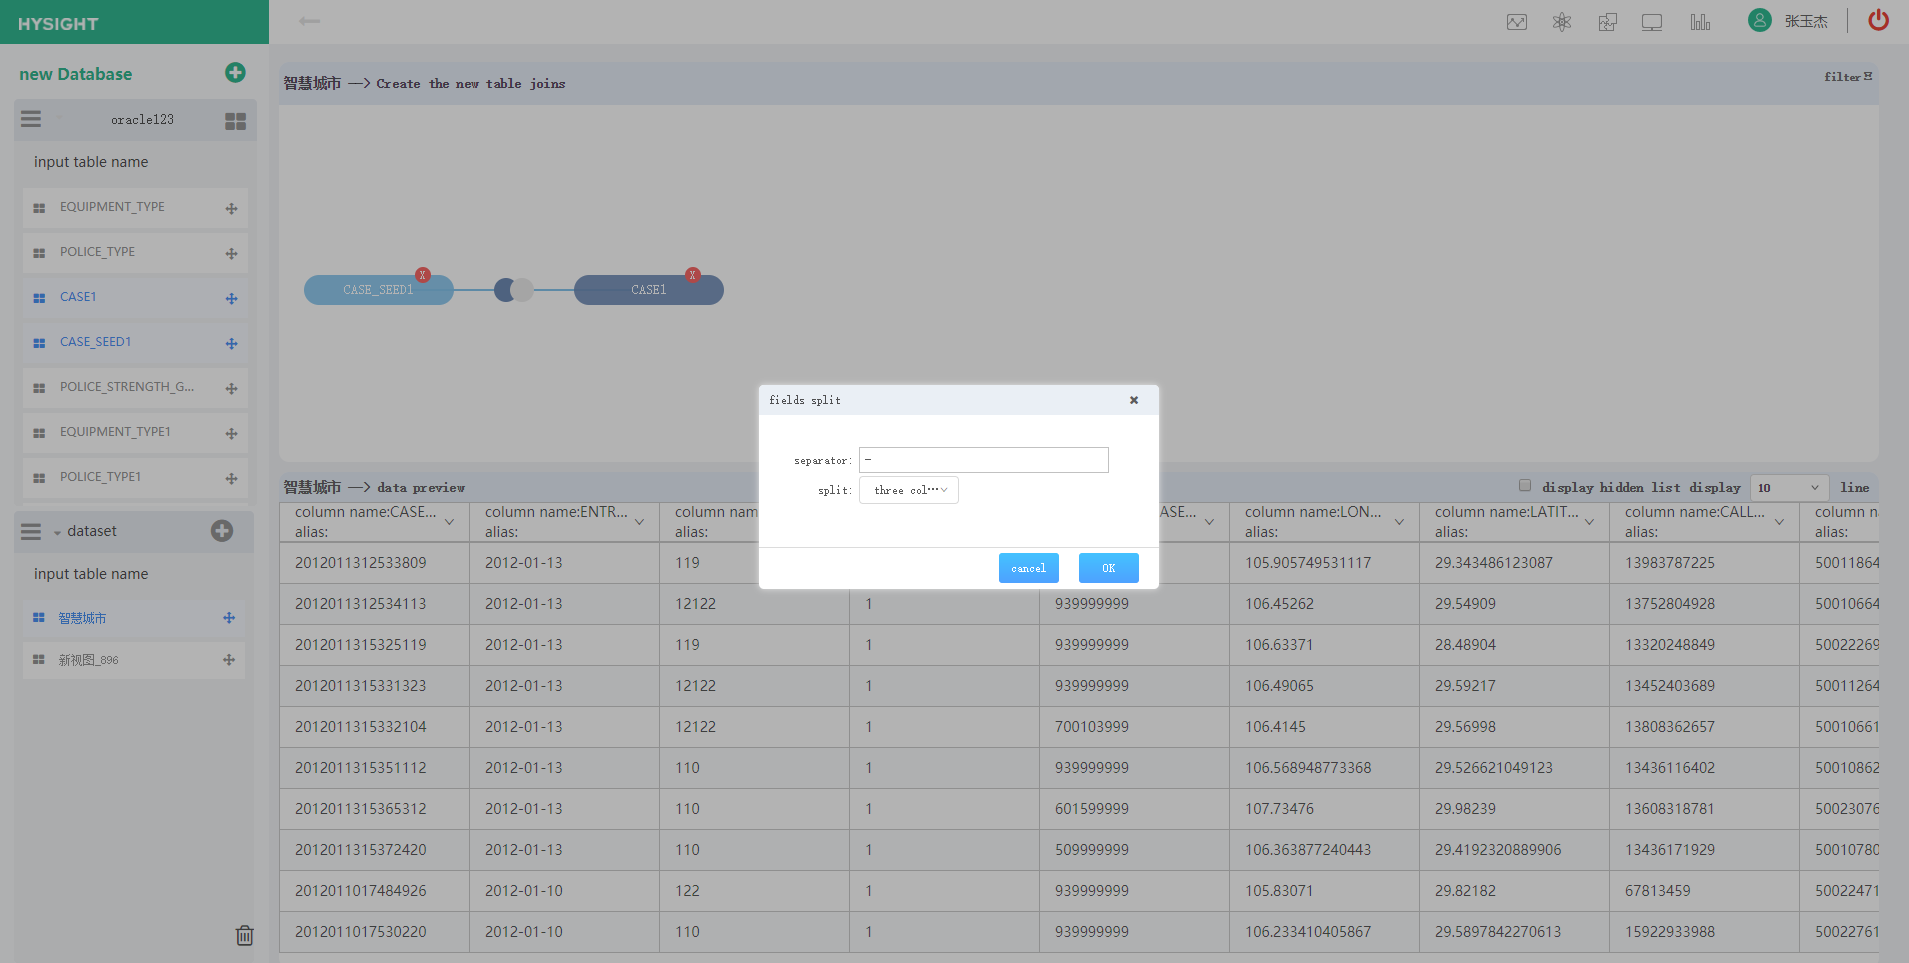 HYSIGHT
张玉杰
new Database
oracle123
input table name
EQUIPMENT_TYPE
POLICE_TYPE
CASE1
CASE_SEED1
POLICE_STRENGTH_G...
EQUIPMENT_TYPE1
POLICE_TYPE1
dataset
input table name
智慧城市
新视图_896
智慧城市 —> Create the new table joins
filter
CASE_SEED1 X
CASE1 X
fields split ×
separator: -
split: three col...
cancel OK
智慧城市 —> data preview
display hidden list display 10 line
column name:CASE... column name:ENTR... column nam ASE... column name:LON... column name:LATIT... column name:CALL... column n
alias: alias: alias: alias: alias: alias: alias:
2012011312533809 2012-01-13 119 105.905749531117 29.343486123087 13983787225 50011864
2012011312534113 2012-01-13 12122 1 939999999 106.45262 29.54909 13752804928 50010664
2012011315325119 2012-01-13 119 1 939999999 106.63371 28.48904 13320248849 50022269
2012011315331323 2012-01-13 12122 1 939999999 106.49065 29.59217 13452403689 50011264
2012011315332104 2012-01-13 12122 1 700103999 106.4145 29.56998 13808362657 50010661
2012011315351112 2012-01-13 110 1 939999999 106.568948773368 29.526621049123 13436116402 50010862
2012011315365312 2012-01-13 110 1 601599999 107.73476 29.98239 13608318781 50023076
2012011315372420 2012-01-13 110 1 509999999 106.363877240443 29.4192320889906 13436171929 50010780
2012011017484926 2012-01-10 122 1 939999999 105.83071 29.82182 67813459 50022471
2012011017530220 2012-01-10 110 1 939999999 106.233410405867 29.5897842270613 15922933988 50022761